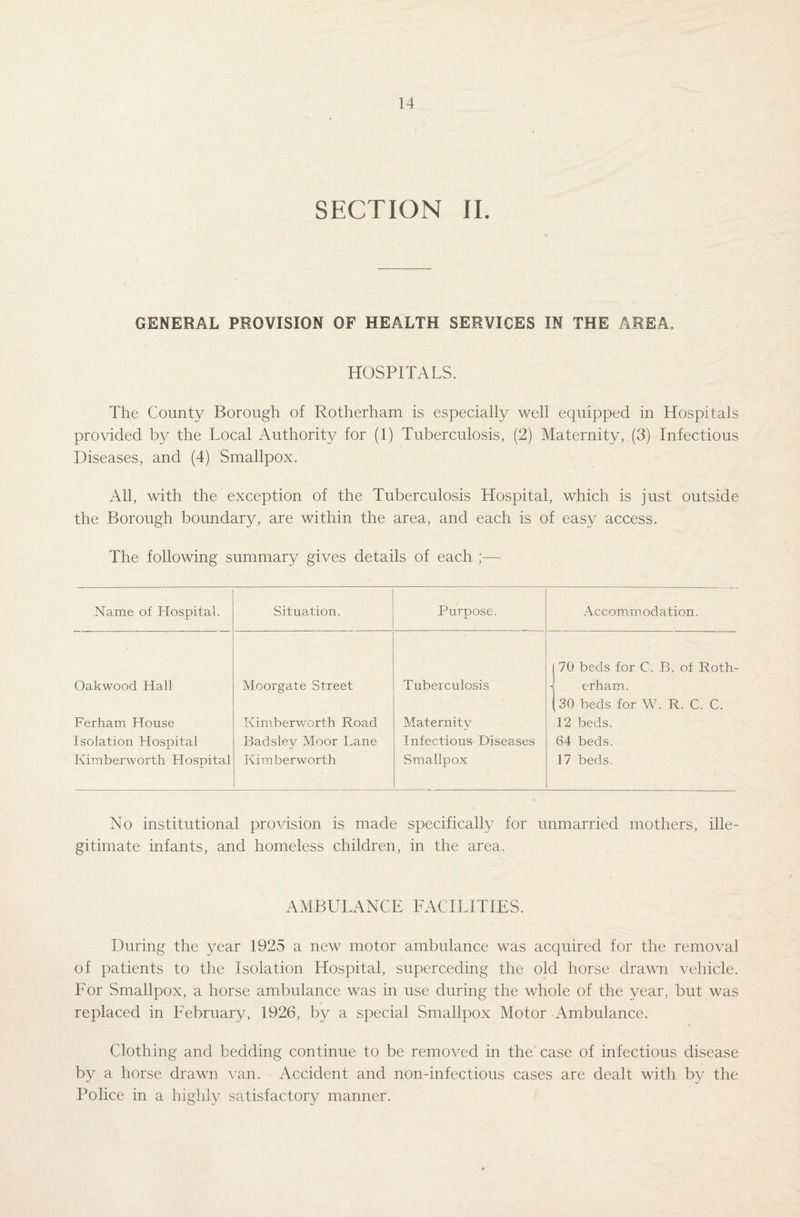 14
SECTION II.
GENERAL PROVISION OF HEALTH SERVICES IN THE AREA.
HOSPITALS.
The County Borough of Rotherham is especially well equipped in Hospitals
provided by the Local Authority for (1) Tuberculosis, (2) Maternity, (3) Infectious
Diseases, and (4) Smallpox.
All, with the exception of the Tuberculosis Hospital, which is just outside
the Borough boundary, are within the area, and each is of easy access.
The following summary gives details of each ;—
Name of Hospital. Situation. Purpose. Accommodation.
70 beds for C. B. of Roth-
Oakwood Hall Moorgate Street Tuberculosis erham.
30 beds for W. R. C. C.
Ferham House Kimberworth Road Maternity 12 beds.
Isolation Hospital Badsley Moor Lane Infectious Diseases 64 beds.
Kimberworth Hospital Kimberworth Smallpox 17 beds.
No institutional provision is made specifically for unmarried mothers, ille-
gitimate infants, and homeless children, in the area.
AMBULANCE FACILITIES.
During the year 1925 a new motor ambulance was acquired for the removal
of patients to the Isolation Hospital, superceding the old horse drawn vehicle.
For Smallpox, a horse ambulance was in use during the whole of the year, but was
replaced in February, 1926, by a special Smallpox Motor Ambulance.
Clothing and bedding continue to be removed in the case of infectious disease
by a horse drawn van. Accident and non-infectious cases are dealt with by the
Police in a highly satisfactory manner.